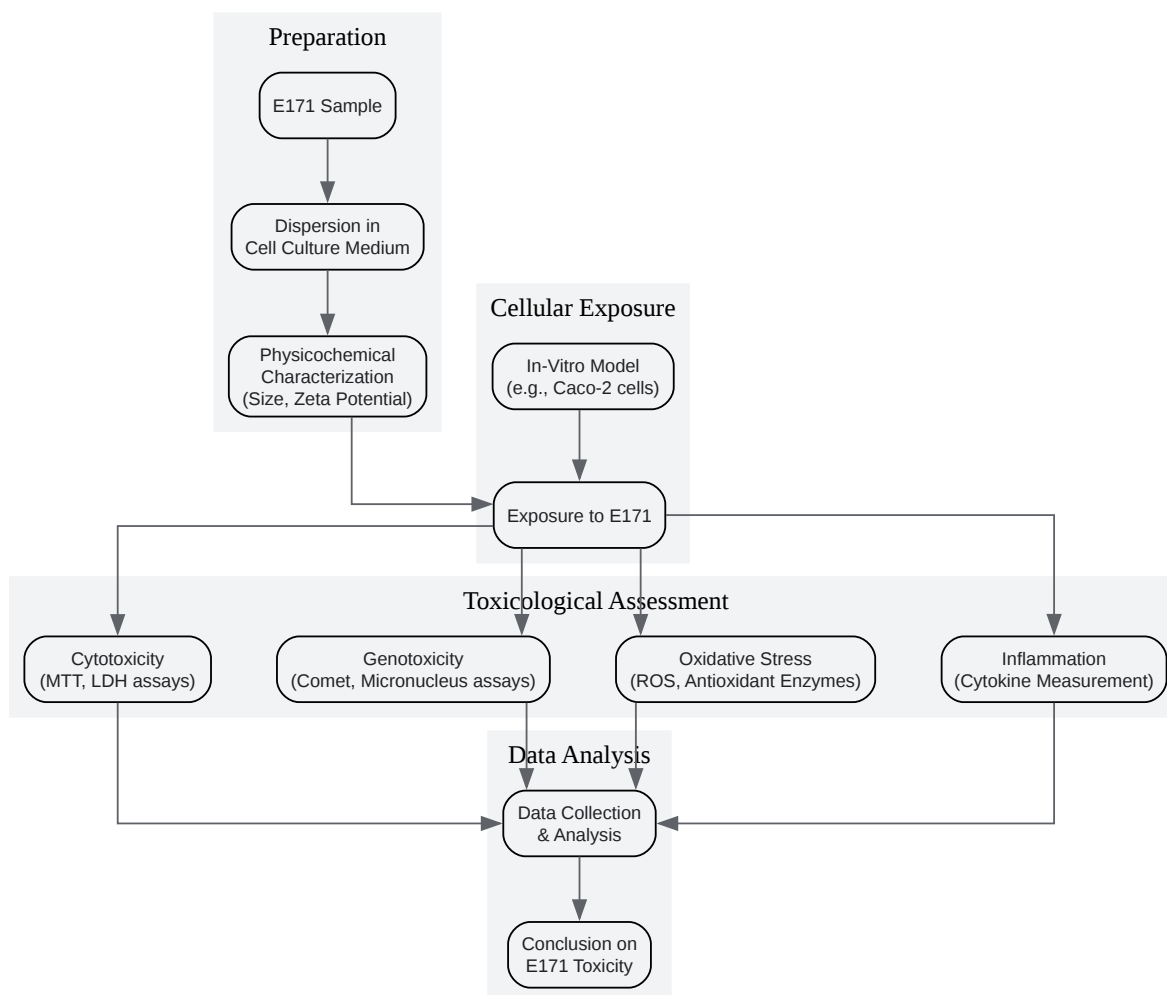 Preparation
E171 Sample
Dispersion in
Cell Culture Medium
Physicochemical
Characterization
(Size, Zeta Potential)
Cellular Exposure
In-Vitro Model
(e.g., Caco-2 cells)
Exposure to E171
Toxicological Assessment
Cytotoxicity
(MTT, LDH assays)
Genotoxicity
(Comet, Micronucleus assays)
Oxidative Stress
(ROS, Antioxidant Enzymes)
Inflammation
(Cytokine Measurement)
Data Analysis
Data Collection
& Analysis
Conclusion on
E171 Toxicity